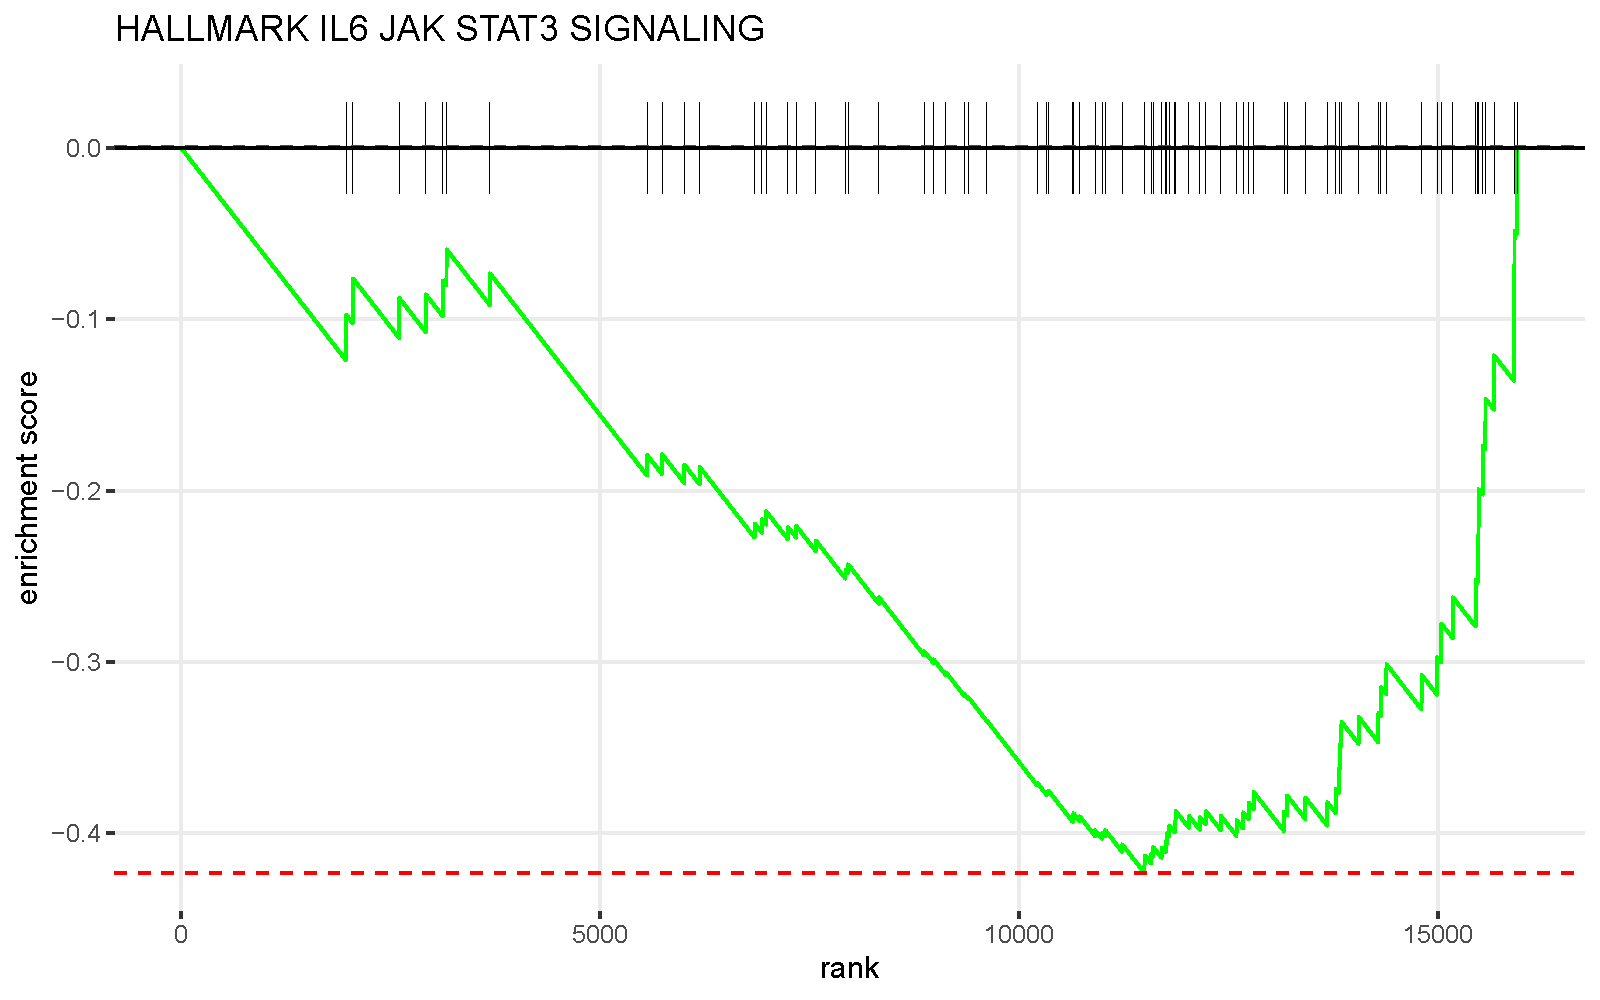 HALLMARK IL6 JAK STAT3 SIGNALING
0.0
−0.1
−0.2
−0.3
−0.4
enrichment score
0 5000 10000 15000
rank